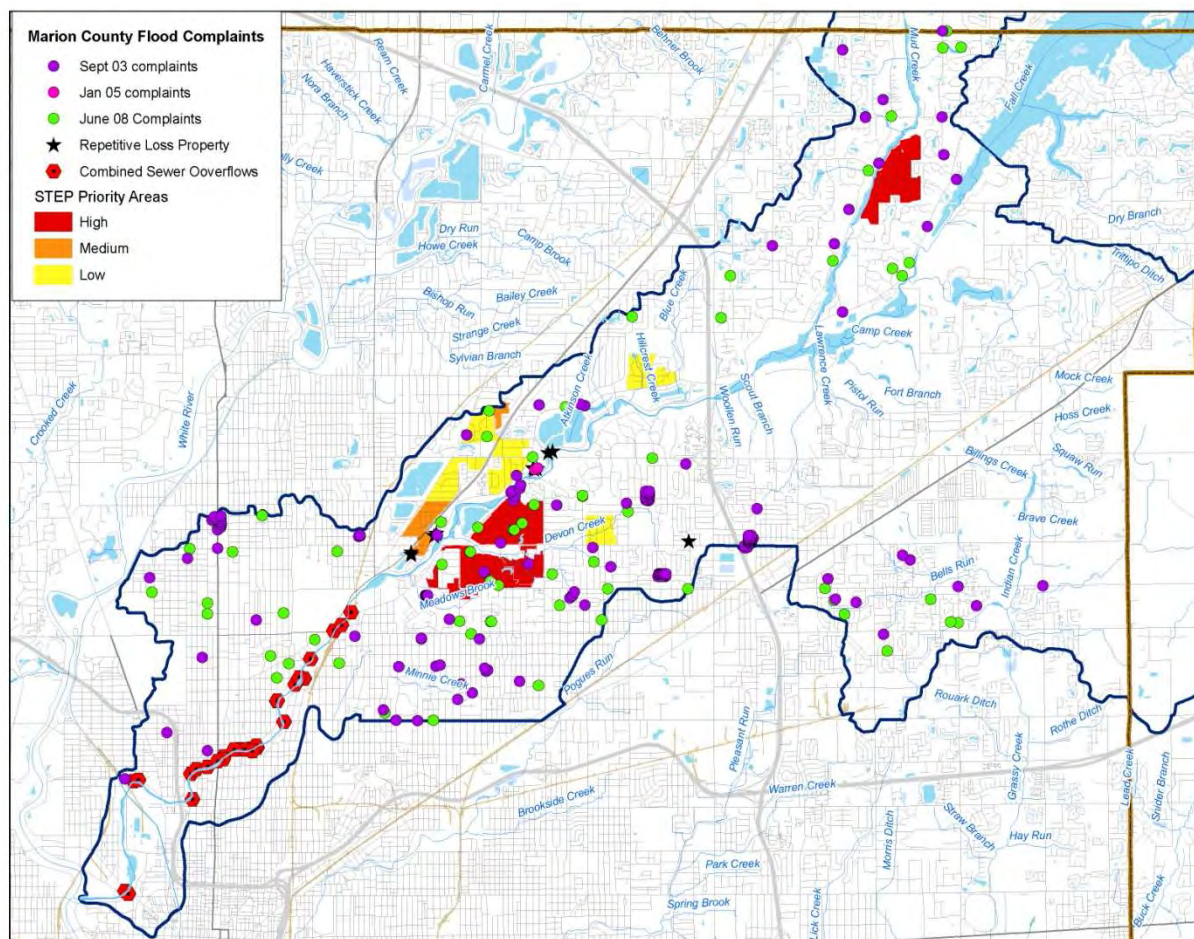 Marion County Flood Complaints
Sept 03 complaints
Jan 05 complaints
June 08 Complaints
Repetitive Loss Property
Combined Sewer Ooverflows
STEP Priority Areas
High
Medium
Low
Ream Creek
Haverstick Creek
Nora Branch
Carmel Creek
Behner Brook
Mud Creek
Fall Creek
Dry Run
Howe Creek
Camp Brook
Bishop Run
Bailey Creek
Strange Creek
Sylvian Branch
Blue Creek
Hillcrest Creek
Atkinson Creek
Dry Branch
Trittipo Ditch
Camp Creek
Lawrence Creek
Fort Branch
Pistol Run
Scout Branch
Woollen Run
Mock Creek
Hoss Creek
Squaw Run
Billings Creek
Brave Creek
Crooked Creek
White River
Devon Creek
Meadows Brook
Indian Creek
Bells Run
Minnie Creek
Pogues Run
Rouark Ditch
Rothe Ditch
Pleasant Run
Grassy Creek
Lead Creek
Snider Branch
Warren Creek
Brookside Creek
Straw Branch
Hay Run
Morris Ditch
Park Creek
Spring Brook
Lick Creek
Buck Creek